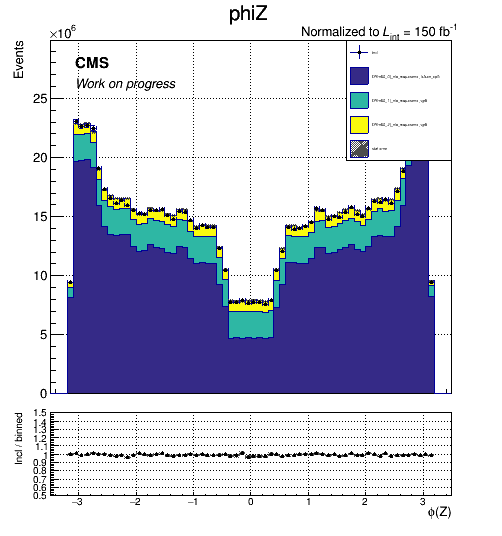 phiZ
Normalized to L_int = 150 fb⁻¹
×10⁶
Events
CMS
Work on progress
25
20
15
10
5
0
Incl / binned
1.5
1.4
1.3
1.2
1.1
1
0.9
0.8
0.7
0.6
0.5
−3 −2 −1 0 1 2 3
ϕ(Z)